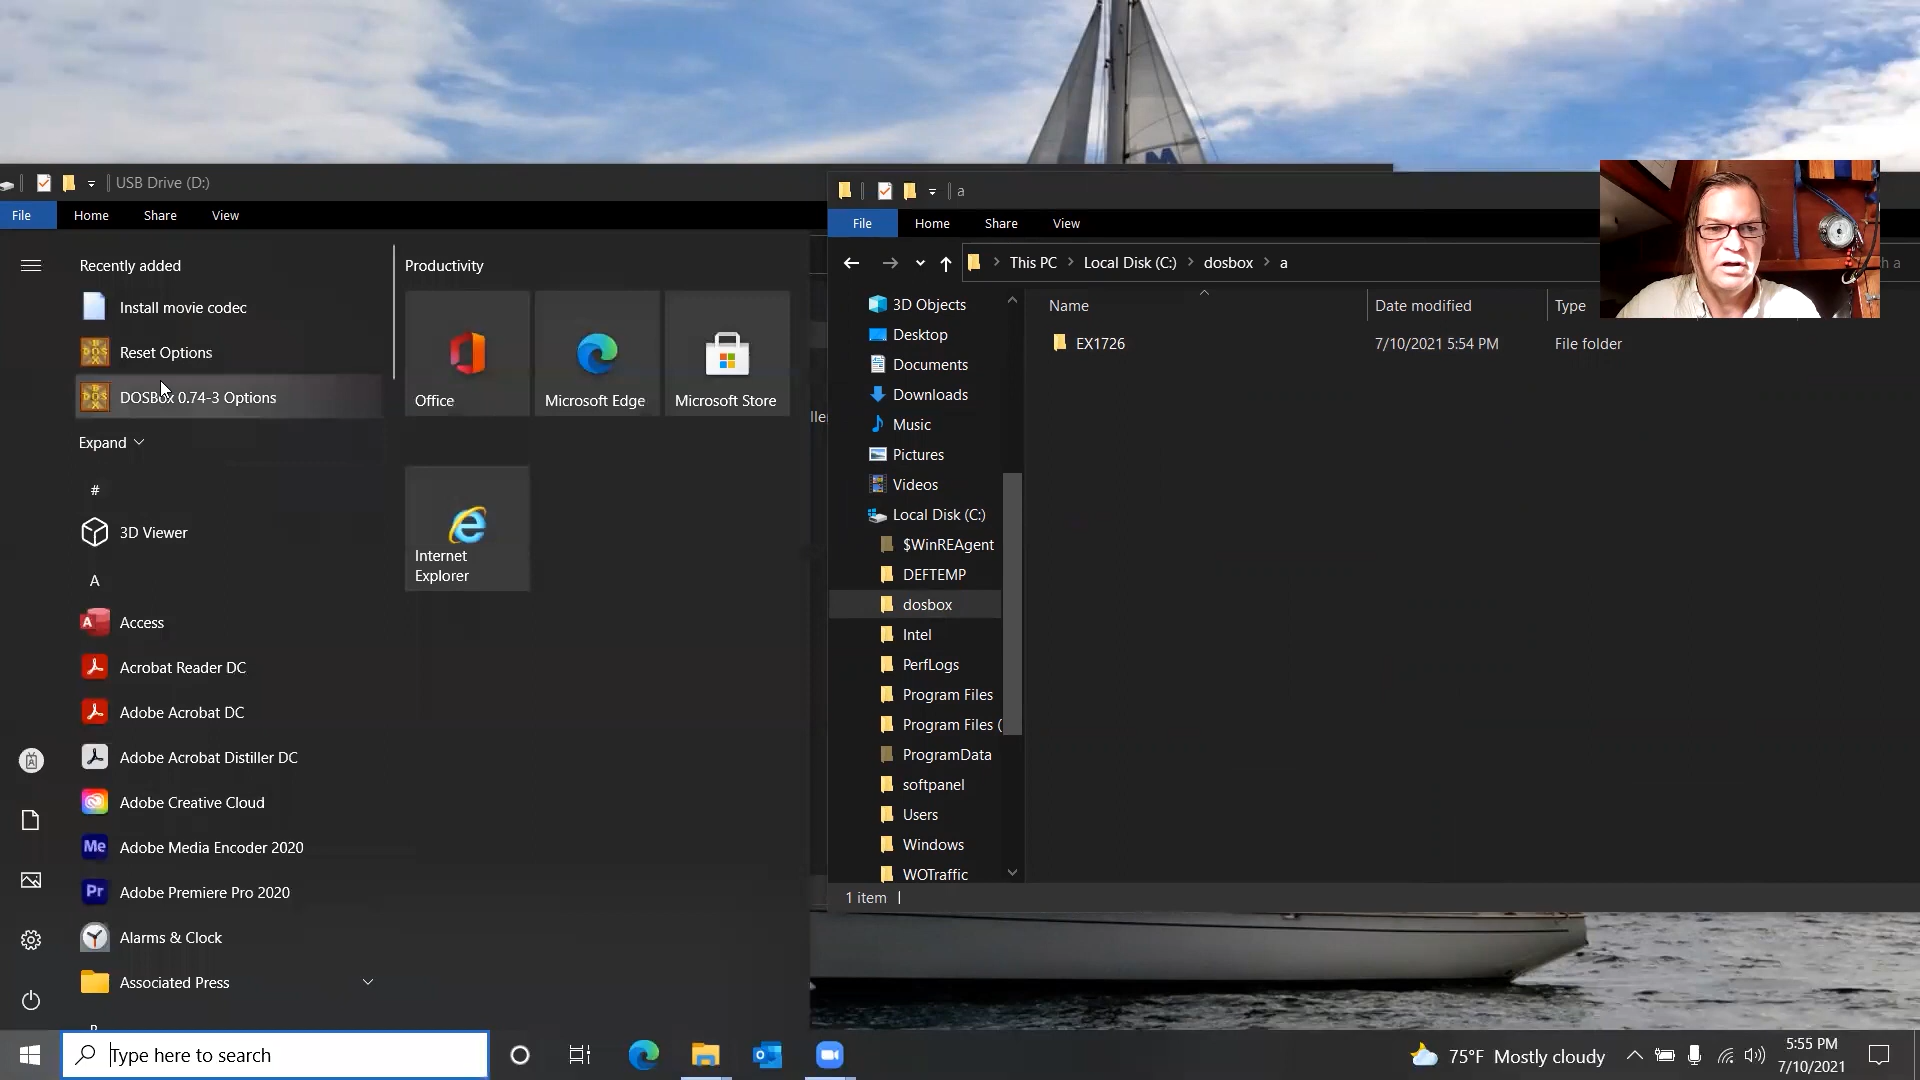 USB Drive (D:)
File Home Share View
Recently added
Install movie codec
Reset Options
DOSBox 0.74-3 Options
Expand
#
3D Viewer
A
Access
Acrobat Reader DC
Adobe Acrobat DC
Adobe Acrobat Distiller DC
Adobe Creative Cloud
Adobe Media Encoder 2020
Adobe Premiere Pro 2020
Alarms & Clock
Associated Press
Productivity
Office
Microsoft Edge
Microsoft Store
Internet
Explorer
a
File Home Share View
This PC Local Disk (C:) dosbox a
h a
3D Objects
Desktop
Documents
Downloads
Music
Pictures
Videos
Local Disk (C:)
$WinREAgent
DEFTEMP
dosbox
Intel
PerfLogs
Program Files
Program Files (
ProgramData
softpanel
Users
Windows
WOTraffic
Name Date modified Type
EX1726 7/10/2021 5:54 PM File folder
1 item
Type here to search
75°F Mostly cloudy
5:55 PM
7/10/2021